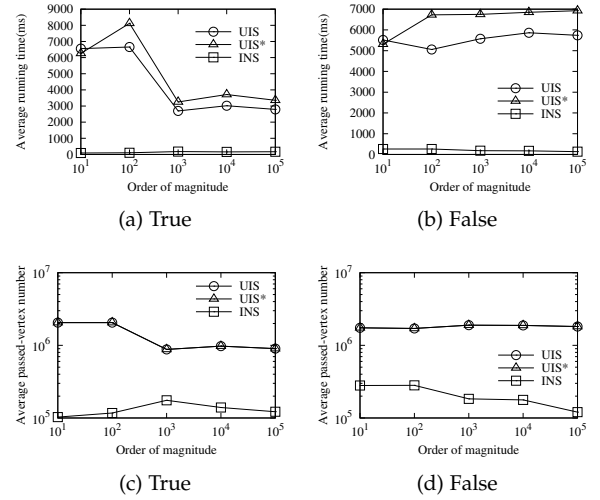 Average running time(ms)
9000
8000
7000
6000
5000
4000
3000
2000
1000
0
10^1 10^2 10^3 10^4 10^5
Order of magnitude
UIS
UIS*
INS
(a) True
Average running time(ms)
7000
6000
5000
4000
3000
2000
1000
0
10^1 10^2 10^3 10^4 10^5
Order of magnitude
UIS
UIS*
INS
(b) False
Average passed-vertex number
10^7
10^6
10^5
10^1 10^2 10^3 10^4 10^5
Order of magnitude
UIS
UIS*
INS
(c) True
Average passed-vertex number
10^7
10^6
10^5
10^1 10^2 10^3 10^4 10^5
Order of magnitude
UIS
UIS*
INS
(d) False